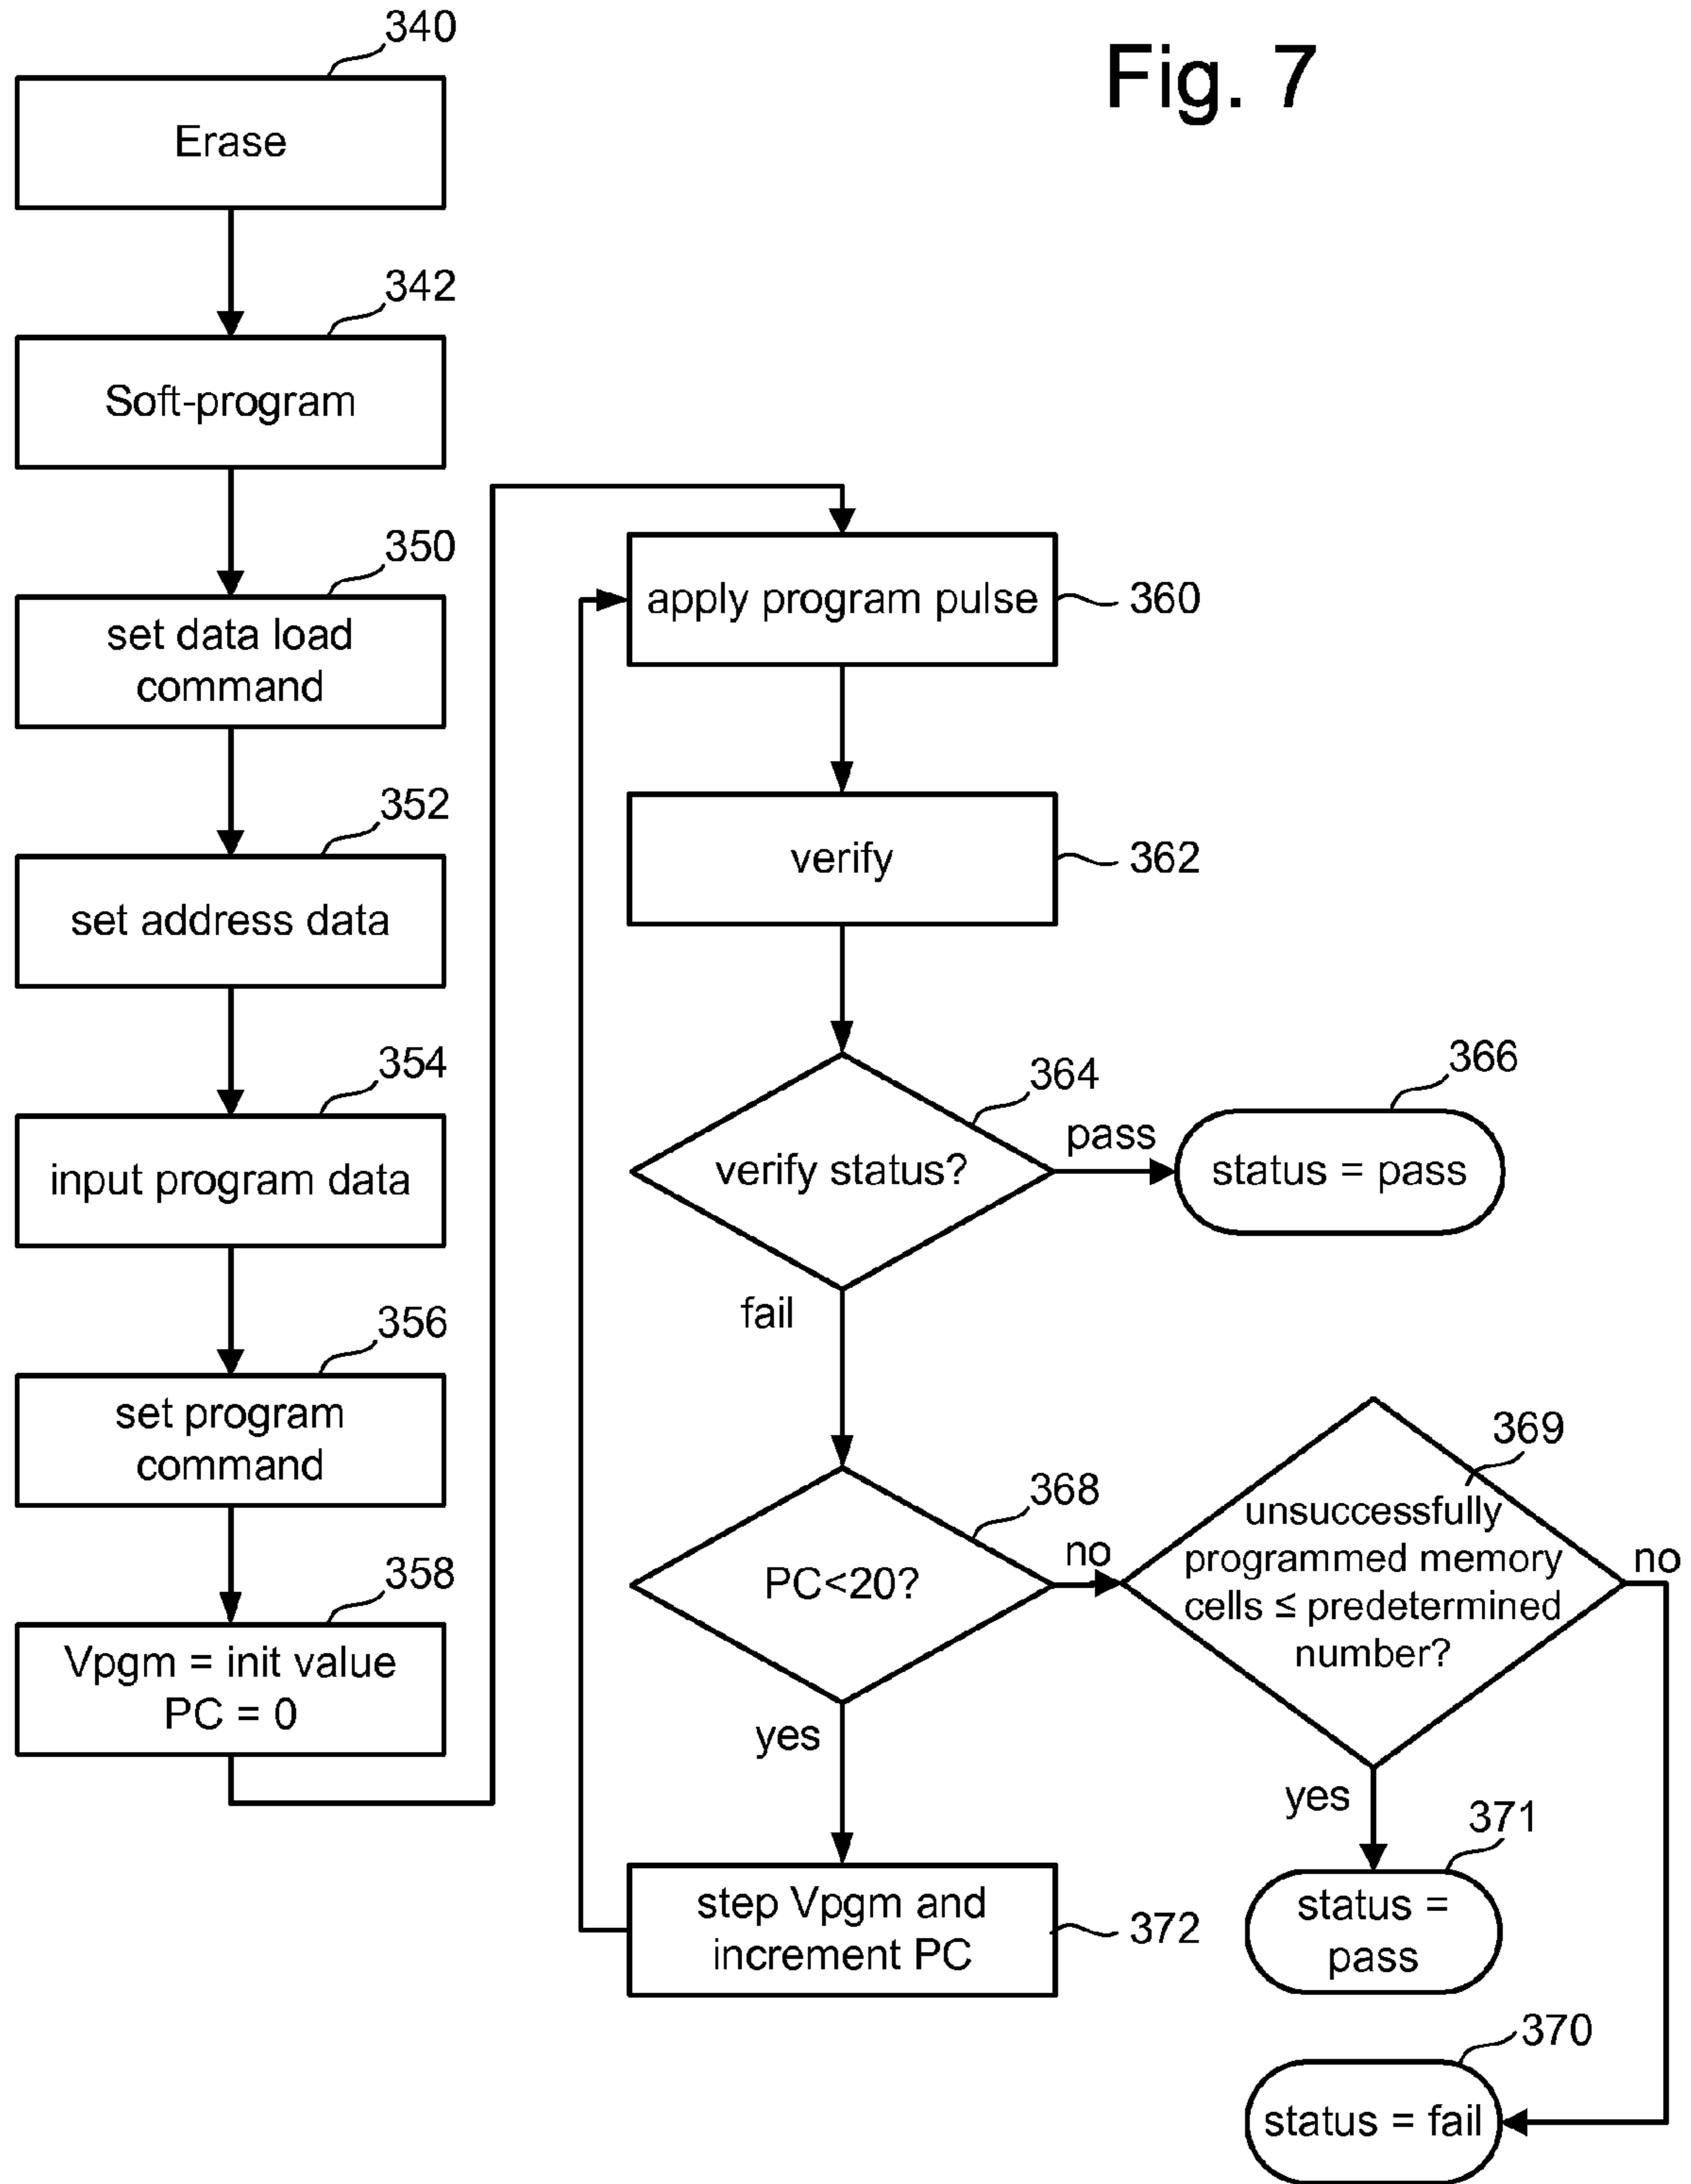 Fig. 7
340
Erase
342
Soft-program
350
set data load
command
352
set address data
354
input program data
356
set program
command
358
Vpgm = init value
PC = 0
apply program pulse
360
verify
362
364
verify status?
pass
366
status = pass
fail
368
PC<20?
no
369
unsuccessfully
programmed memory
cells ≤ predetermined
number?
no
yes
371
status =
pass
370
status = fail
yes
step Vpgm and
increment PC
372